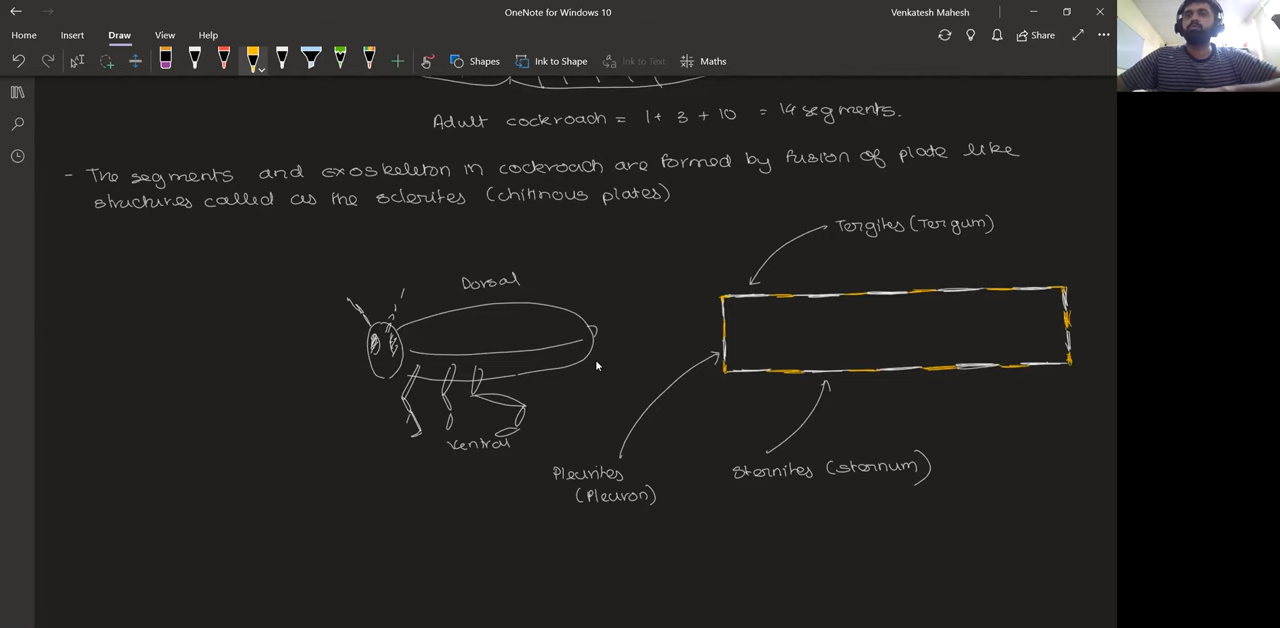 OneNote for Windows 10
Venkatesh Mahesh
Home Insert Draw View Help
Share
Shapes Ink to Shape Ink to Text Maths
Adult cockroach = 1 + 3 + 10 = 14 segments.
- The segments and exoskeleton in cockroach are formed by fusion of plate like
structures called as the sclerites (chitinous plates)
Tergites (Tergum)
Dorsal
Ventral
Pleurites
(Pleuron)
Sternites (sternum)